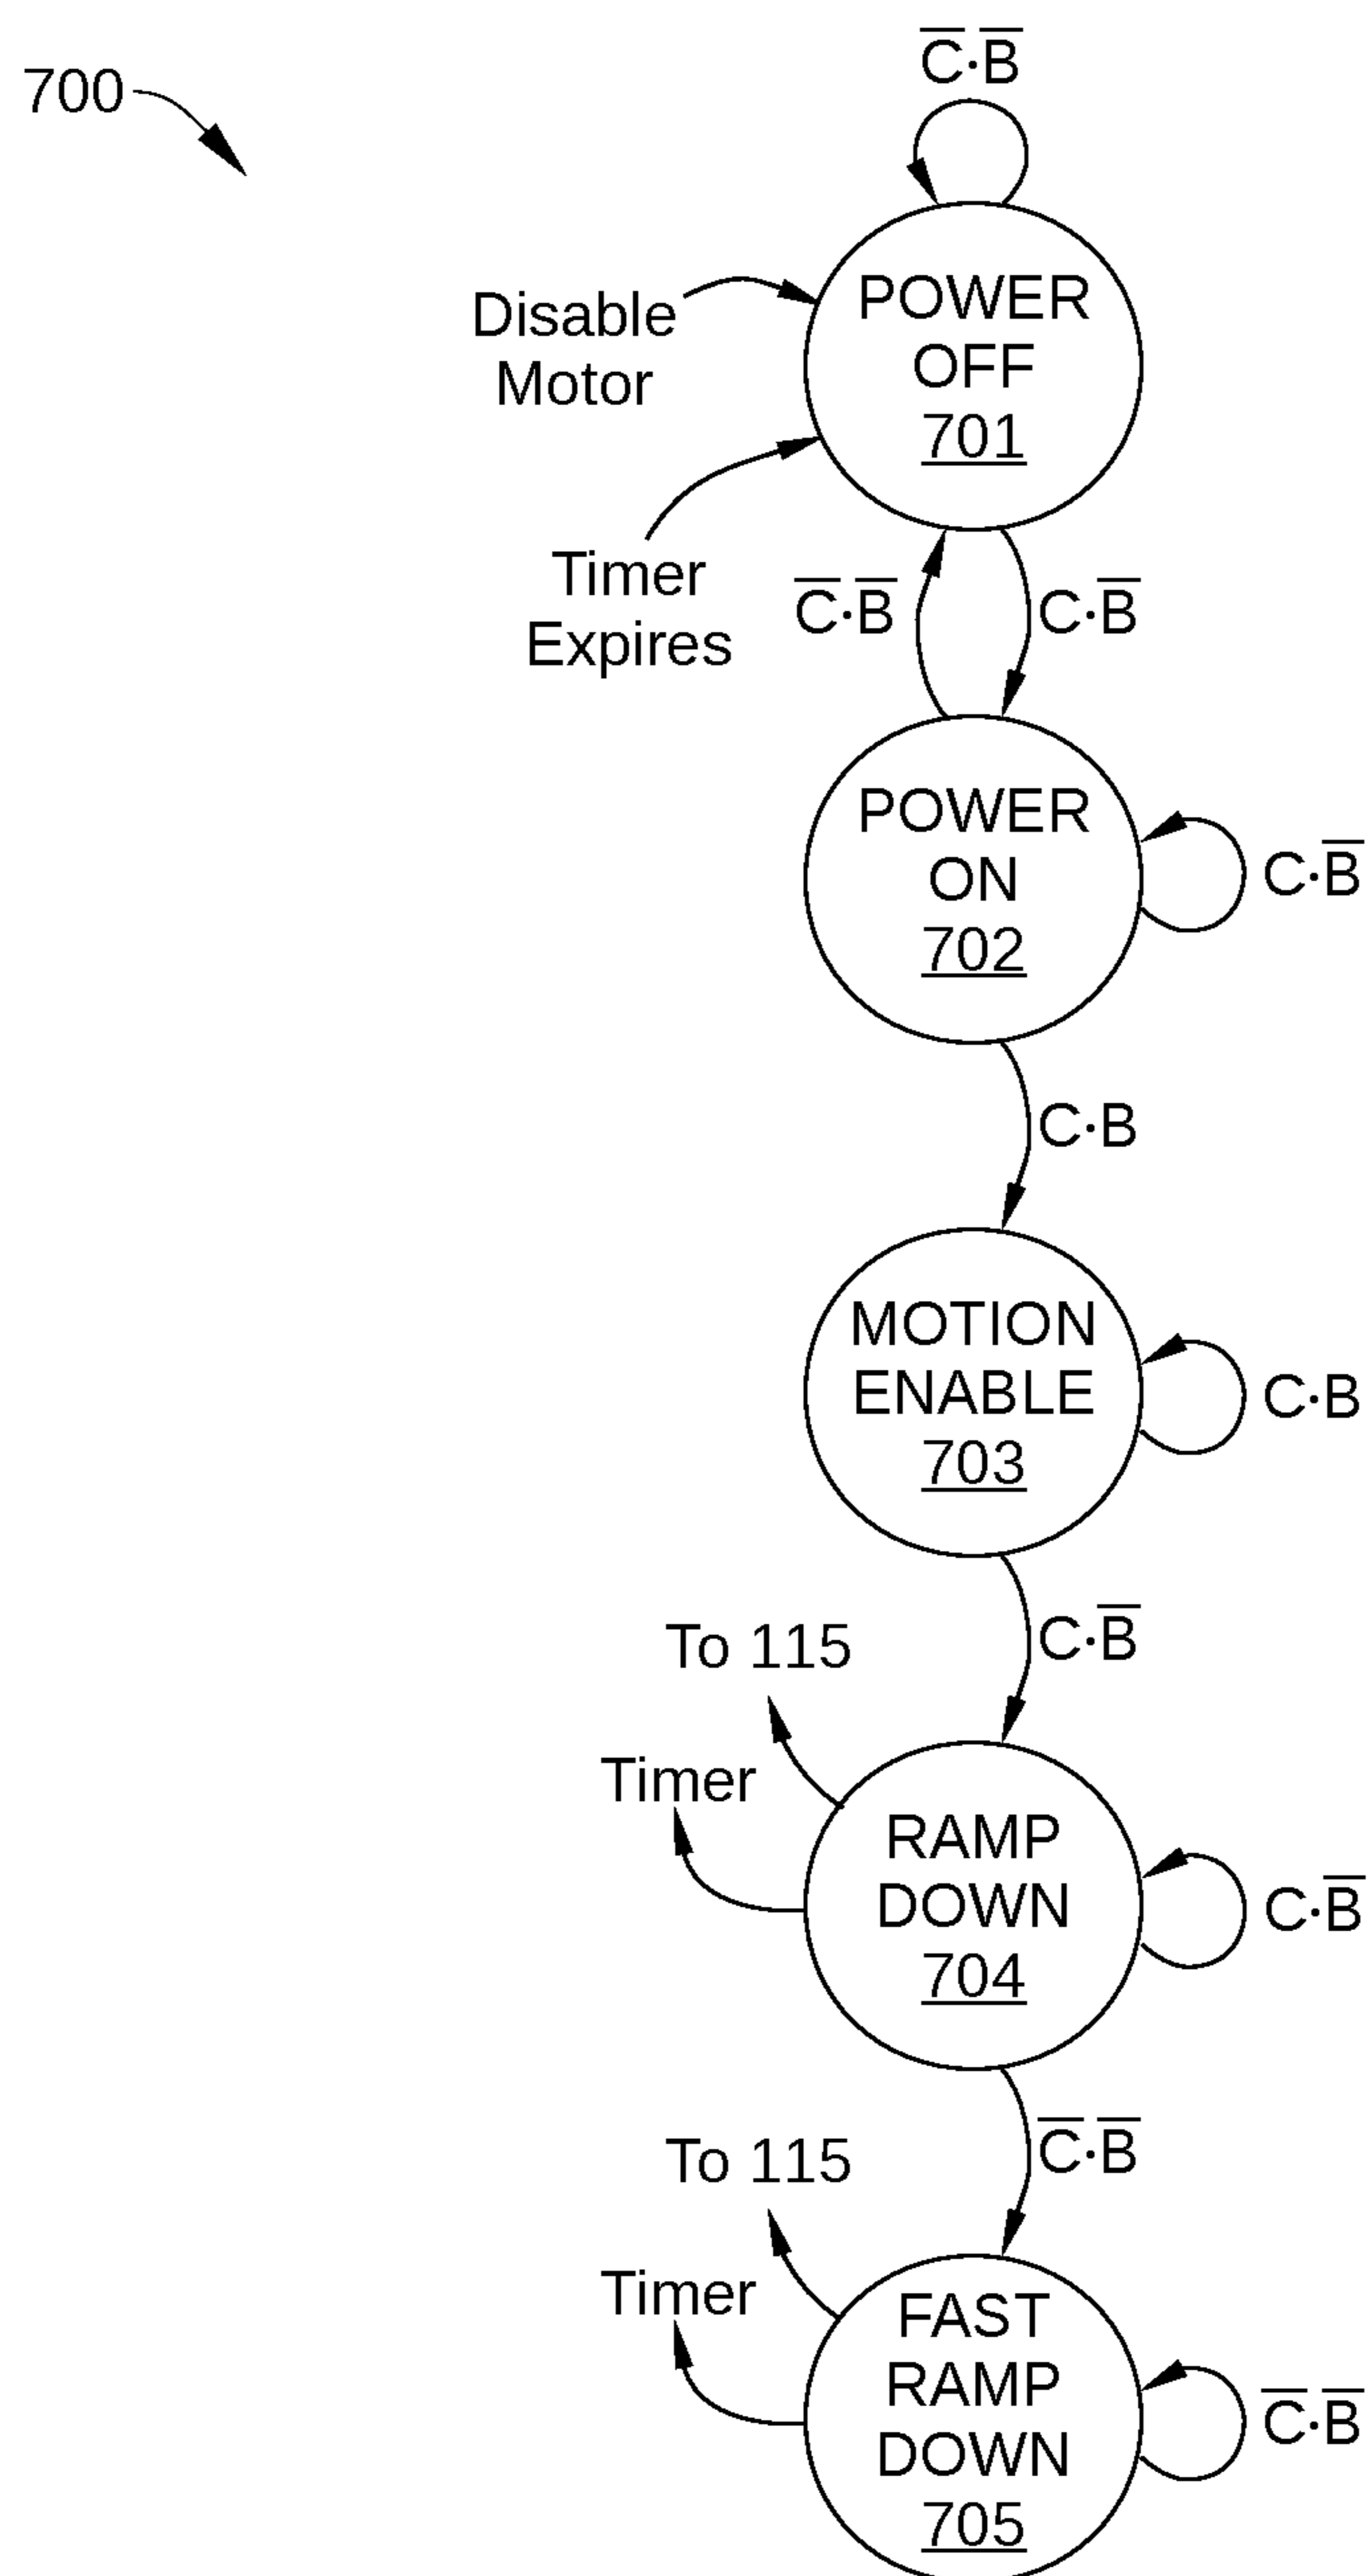 C̅·B̅
700
POWER
OFF
701
Disable
Motor
Timer
Expires
C̅·B̅
C·B̅
POWER
ON
702
C·B̅
C·B
MOTION
ENABLE
703
C·B
C·B̅
To 115
Timer
RAMP
DOWN
704
C·B̅
C̅·B̅
To 115
Timer
FAST
RAMP
DOWN
705
C̅·B̅